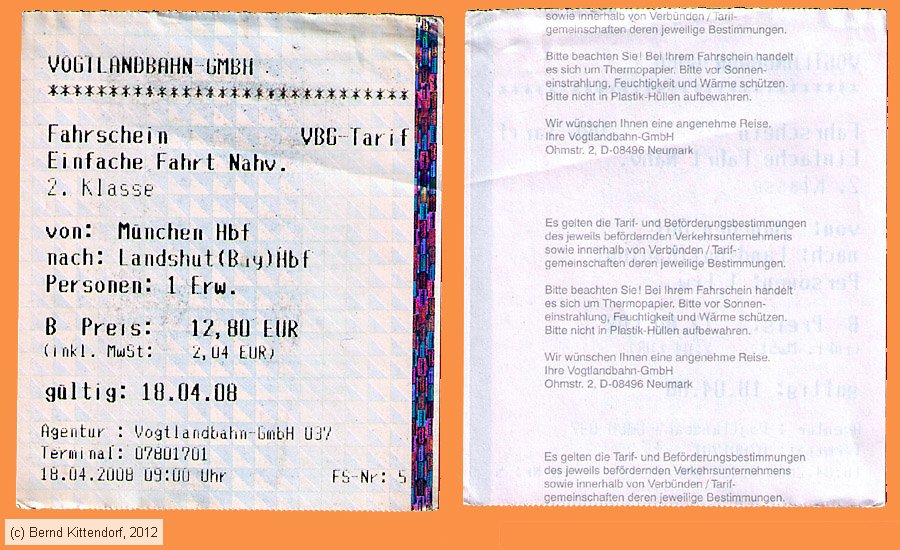 VOGTLANDBAHN-GMBH
*****************************
Fahrschein VBG-Tarif
Einfache Fahrt Nahv.
2. Klasse
von: München Hbf
nach: Landshut(Bay)Hbf
Personen: 1 Erw.
B Preis: 12,80 EUR
(inkl. MwSt: 2,04 EUR)
gültig: 18.04.08
Agentur : Vogtlandbahn-GmbH 037
Terminal: 07801701
18.04.2008 09:00 Uhr FS-Nr: 5
sowie innerhalb von Verbünden / Tarif-
gemeinschaften deren jeweilige Bestimmungen.
Bitte beachten Sie! Bei Ihrem Fahrschein handelt
es sich um Thermopapier. Bitte vor Sonnen-
einstrahlung, Feuchtigkeit und Wärme schützen.
Bitte nicht in Plastik-Hüllen aufbewahren.
Wir wünschen Ihnen eine angenehme Reise.
Ihre Vogtlandbahn-GmbH
Ohmstr. 2, D-08496 Neumark
Es gelten die Tarif- und Beförderungsbestimmungen
des jeweils befördernden Verkehrsunternehmens
sowie innerhalb von Verbünden / Tarif-
gemeinschaften deren jeweilige Bestimmungen.
Bitte beachten Sie! Bei Ihrem Fahrschein handelt
es sich um Thermopapier. Bitte vor Sonnen-
einstrahlung, Feuchtigkeit und Wärme schützen.
Bitte nicht in Plastik-Hüllen aufbewahren.
Wir wünschen Ihnen eine angenehme Reise.
Ihre Vogtlandbahn-GmbH
Ohmstr. 2, D-08496 Neumark
Es gelten die Tarif- und Beförderungsbestimmungen
des jeweils befördernden Verkehrsunternehmens
sowie innerhalb von Verbünden / Tarif-
gemeinschaften deren jeweilige Bestimmungen.
(c) Bernd Kittendorf, 2012